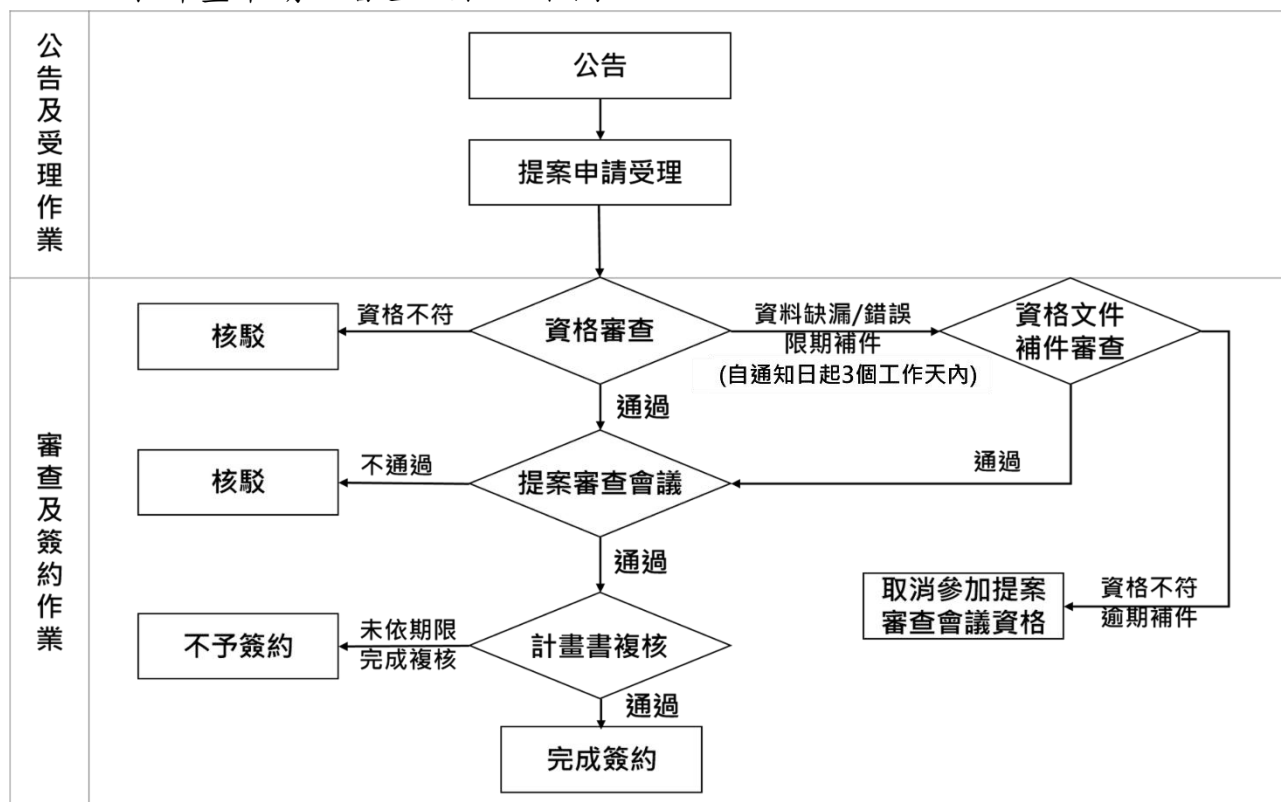 公告及受理作業
公告
提案申請受理
資格審查
資格不符
核駁
資料缺漏/錯誤
限期補件
(自通知日起3個工作天內)
資格文件
補件審查
通過
通過
審查及簽約作業
提案審查會議
不通過
核駁
通過
取消參加提案
審查會議資格
資格不符
逾期補件
計畫書複核
未依期限
完成複核
不予簽約
通過
完成簽約